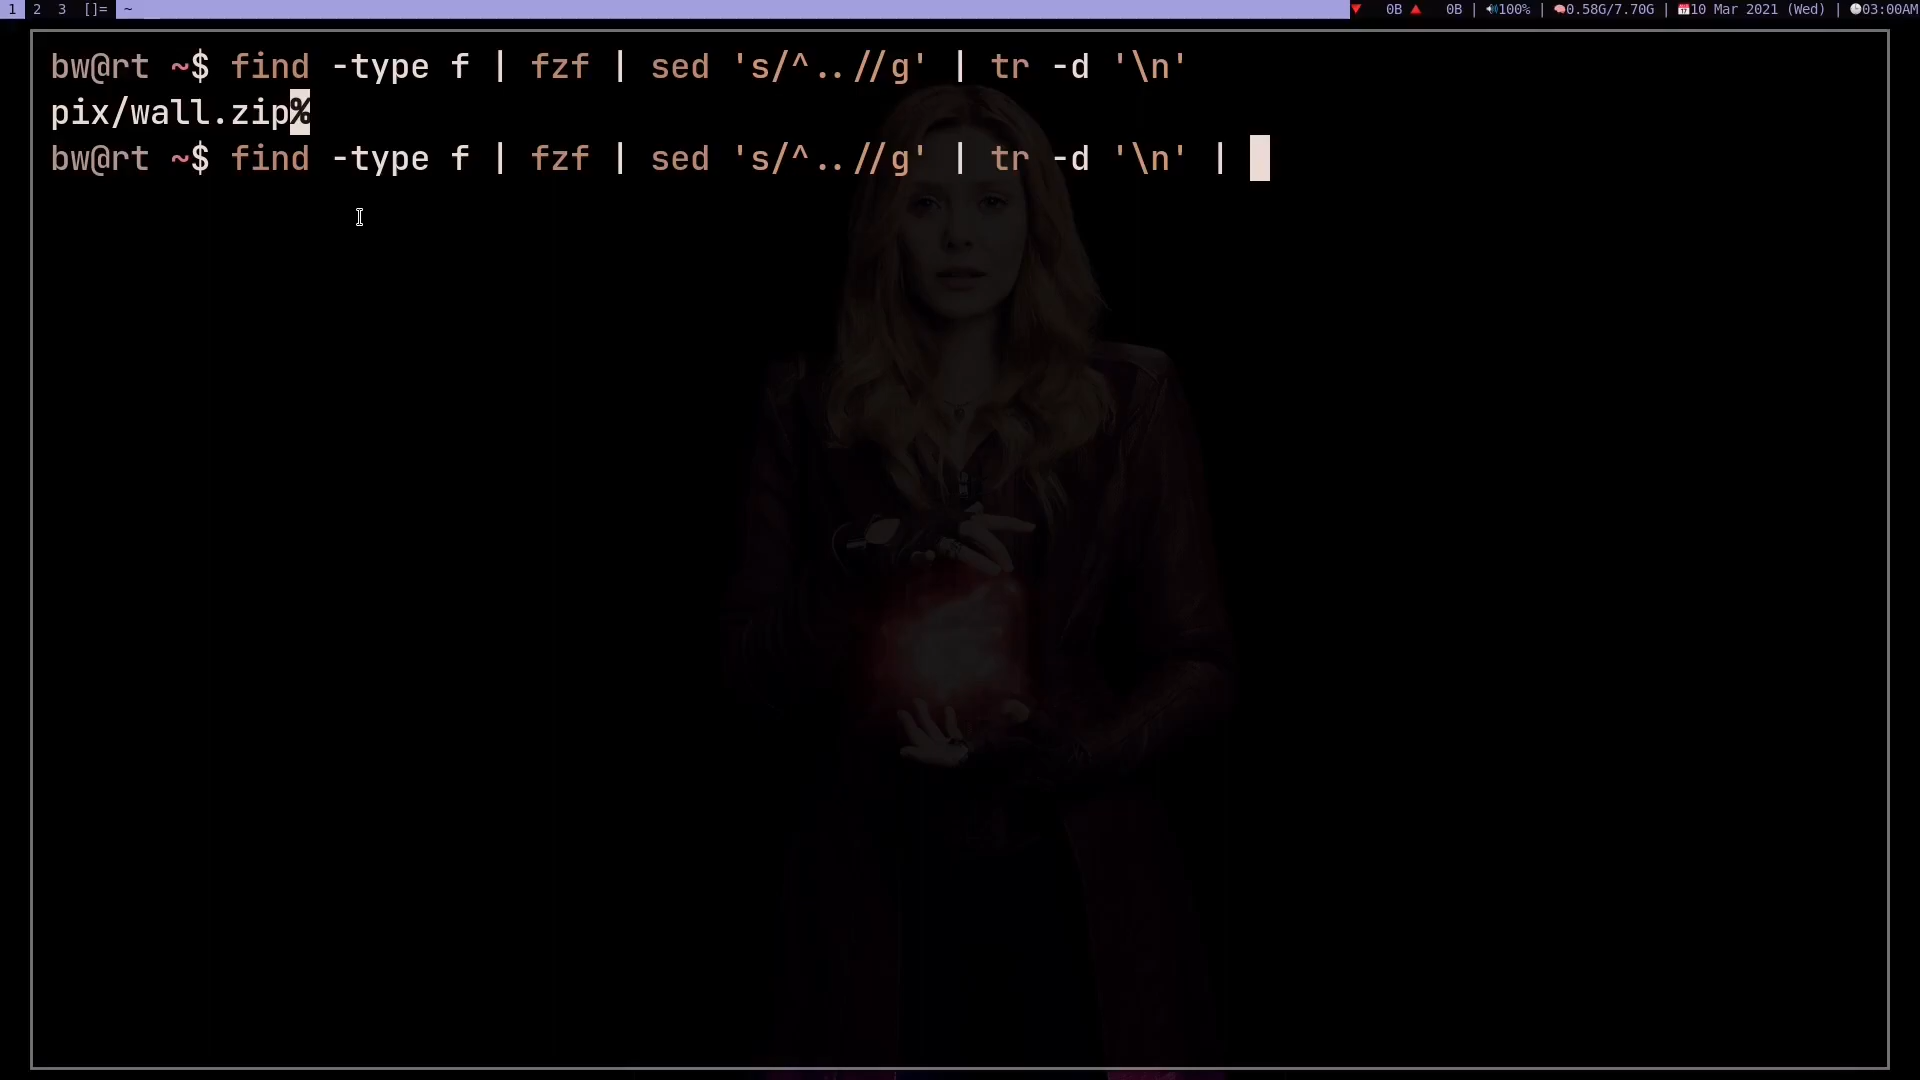 1 2 3 []= ~ 0B 0B | 100% | 0.58G/7.70G | 10 Mar 2021 (Wed) | 03:00AM
bw@rt ~$ find -type f | fzf | sed 's/^..//g' | tr -d '\n'
pix/wall.zip%
bw@rt ~$ find -type f | fzf | sed 's/^..//g' | tr -d '\n' |